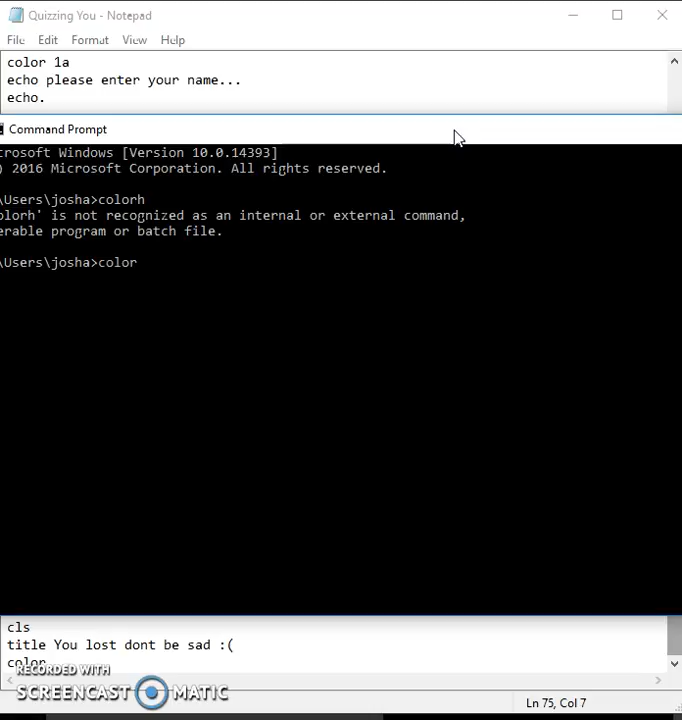 Quizzing You - Notepad
File Edit Format View Help
color 1a
echo please enter your name...
echo.
Command Prompt
crosoft Windows [Version 10.0.14393]
) 2016 Microsoft Corporation. All rights reserved.
\Users\josha>colorh
olorh' is not recognized as an internal or external command,
erable program or batch file.
\Users\josha>color
cls
title You lost dont be sad :(
color
RECORDED WITH
SCREENCAST MATIC
Ln 75, Col 7